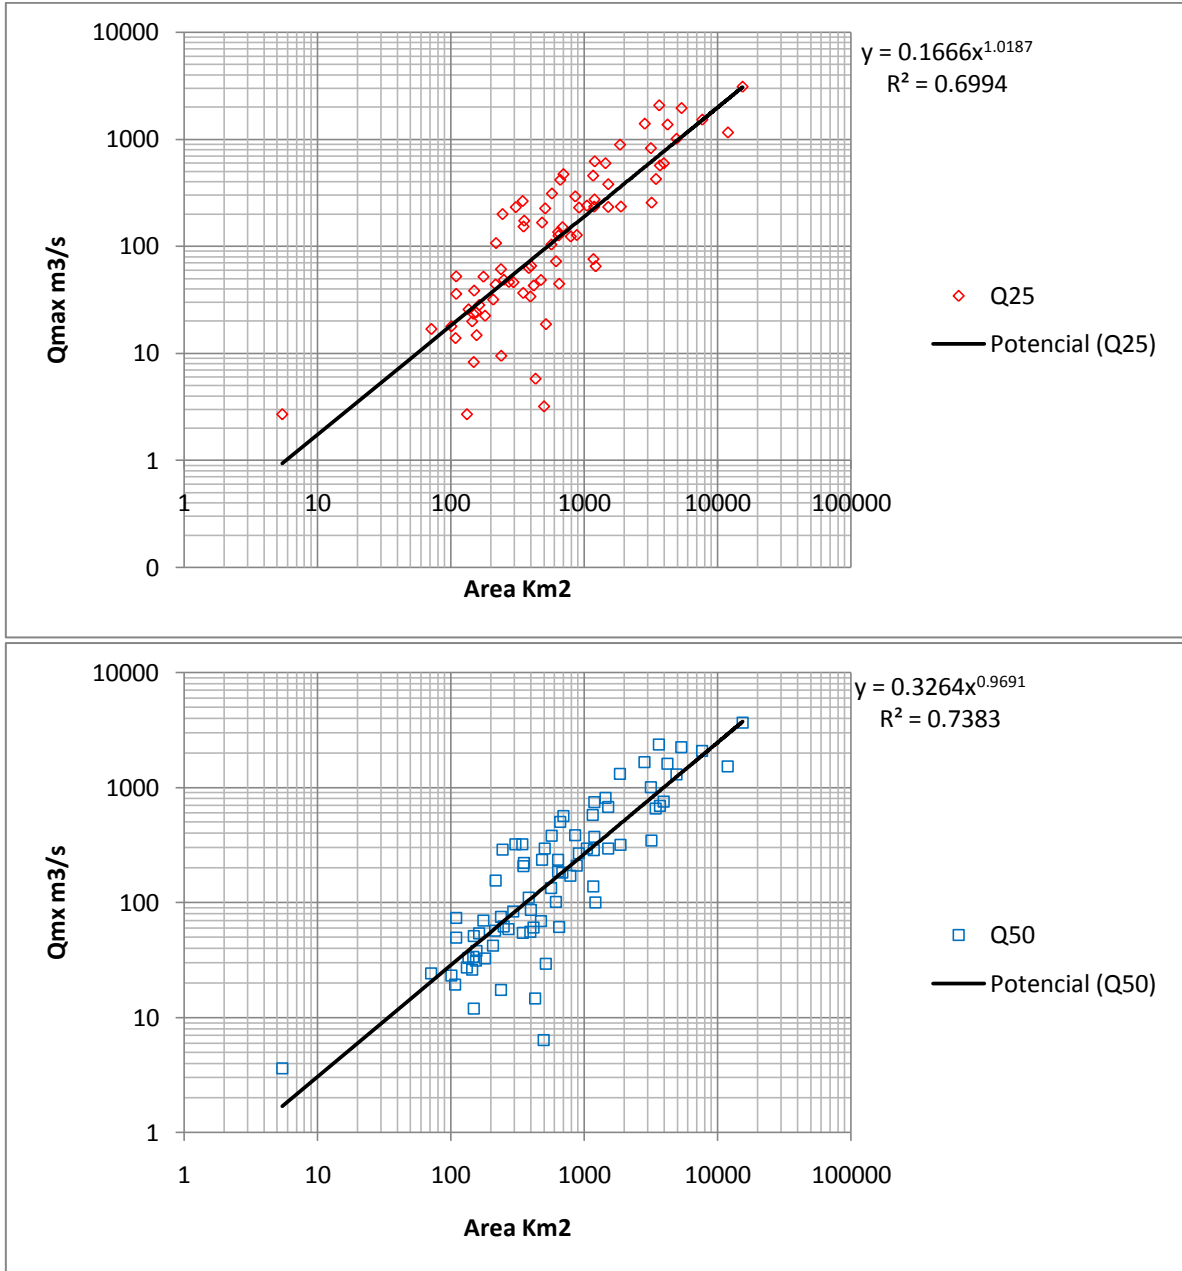 10000
1000
100
10
1
0
1 10 100 1000 10000 100000
Qmax m3/s
Area Km2
y = 0.1666x^1.0187
R² = 0.6994
Q25
Potencial (Q25)
10000
1000
100
10
1
1 10 100 1000 10000 100000
Qmx m3/s
Area Km2
y = 0.3264x^0.9691
R² = 0.7383
Q50
Potencial (Q50)